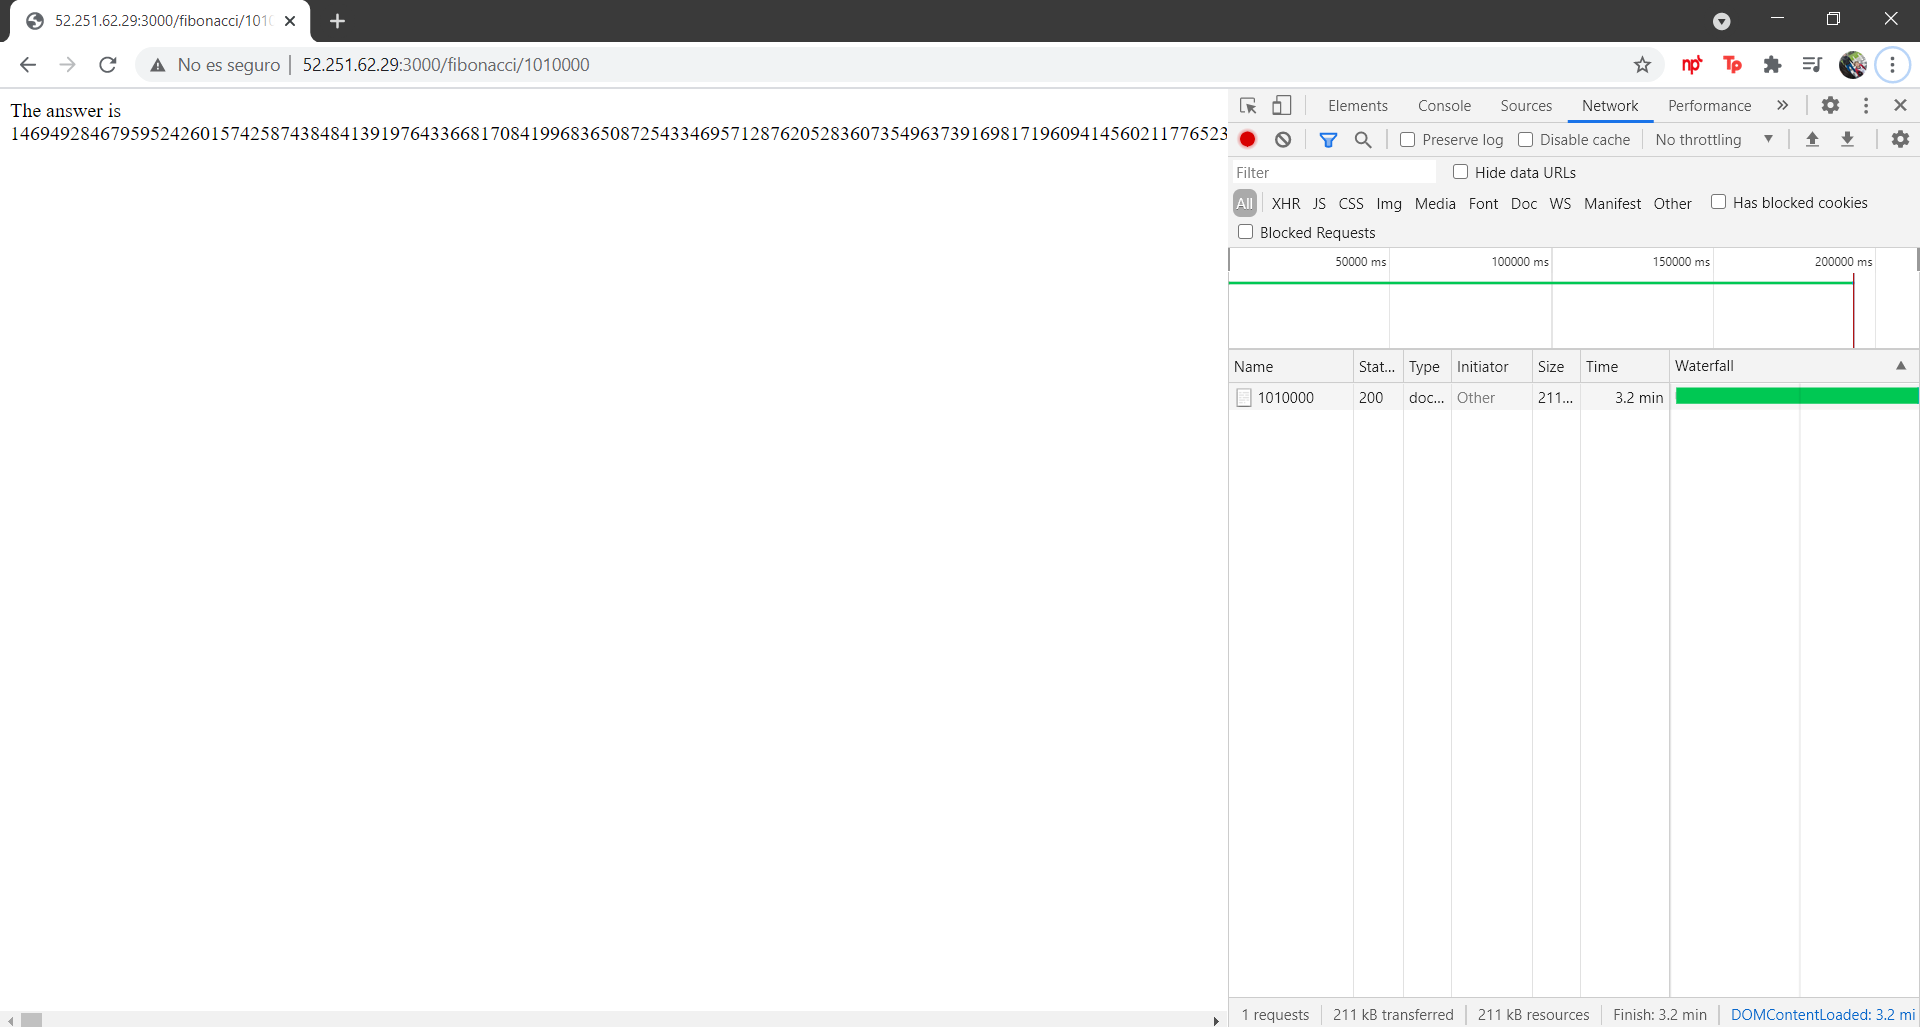 52.251.62.29:3000/fibonacci/1010
No es seguro 52.251.62.29:3000/fibonacci/1010000
np Tp
The answer is
1469492846795952426015742587438484139197643366817084199683650872543346957128762052836073549637391698171960941456021177652З
Elements Console Sources Network Performance
Preserve log Disable cache No throttling
Filter Hide data URLs
All XHR JS CSS Img Media Font Doc WS Manifest Other Has blocked cookies
Blocked Requests
50000 ms 100000 ms 150000 ms 200000 ms
Name Stat... Type Initiator Size Time Waterfall
1010000 200 doc... Other 211... 3.2 min
1 requests 211 kB transferred 211 kB resources Finish: 3.2 min DOMContentLoaded: 3.2 mi